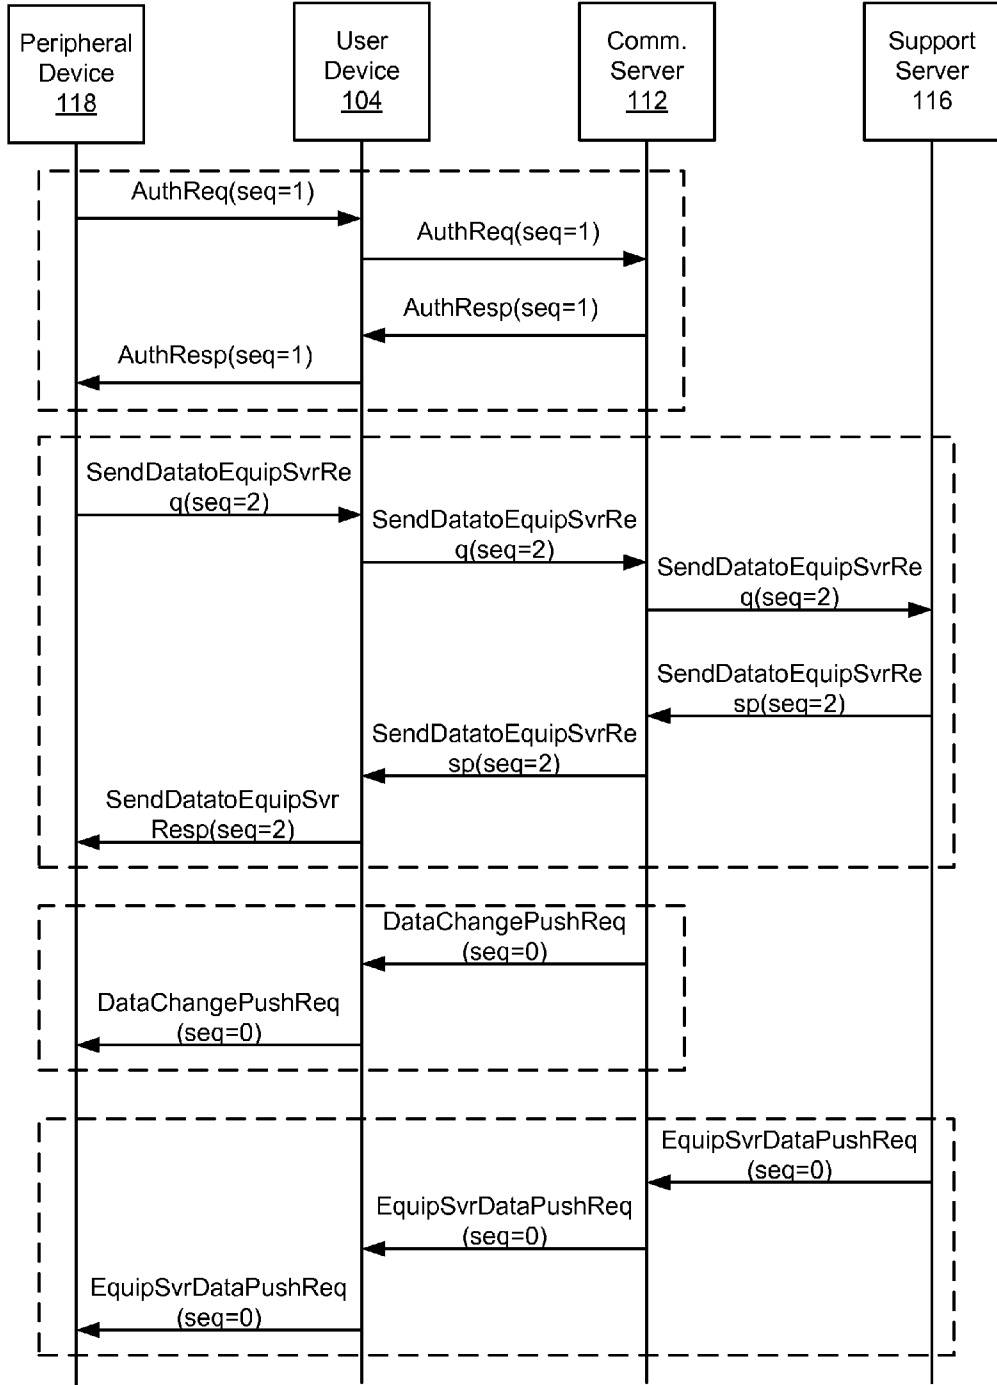 Peripheral
Device
118
User
Device
104
Comm.
Server
112
Support
Server
116
AuthReq(seq=1)
AuthReq(seq=1)
AuthResp(seq=1)
AuthResp(seq=1)
SendDatatoEquipSvrRe
q(seq=2)
SendDatatoEquipSvrRe
q(seq=2)
SendDatatoEquipSvrRe
q(seq=2)
SendDatatoEquipSvrRe
sp(seq=2)
SendDatatoEquipSvrRe
sp(seq=2)
SendDatatoEquipSvr
Resp(seq=2)
DataChangePushReq
(seq=0)
DataChangePushReq
(seq=0)
EquipSvrDataPushReq
(seq=0)
EquipSvrDataPushReq
(seq=0)
EquipSvrDataPushReq
(seq=0)